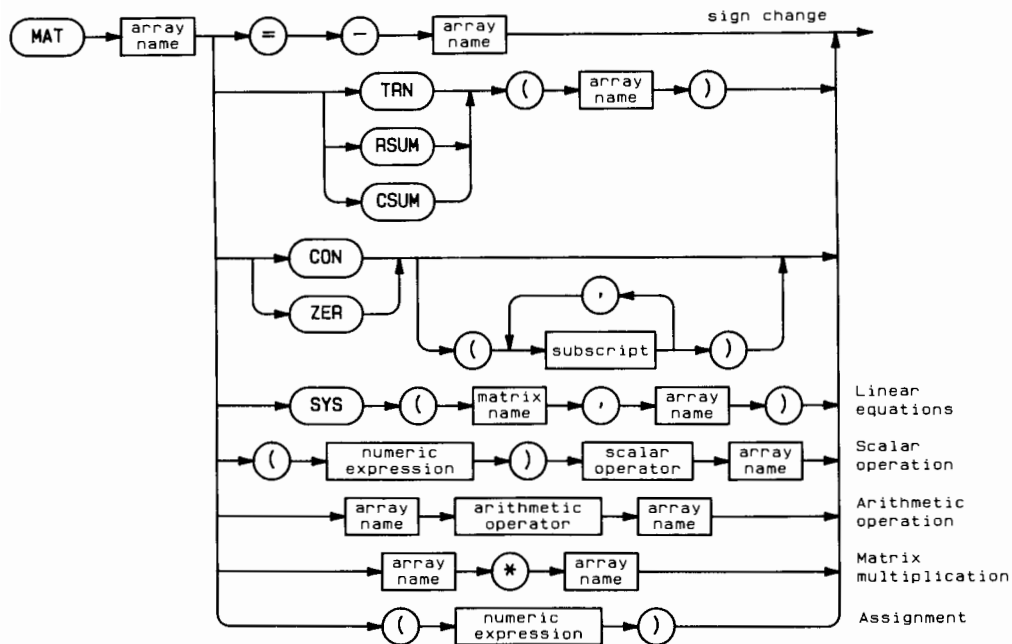 sign change
MAT array name = - array name
TRN ( array name )
RSUM
CSUM
CON
ZER
,
( subscript )
SYS ( matrix name , array name ) Linear equations
( numeric expression ) scalar operator array name Scalar operation
array name arithmetic operator array name Arithmetic operation
array name * array name Matrix multiplication
( numeric expression ) Assignment